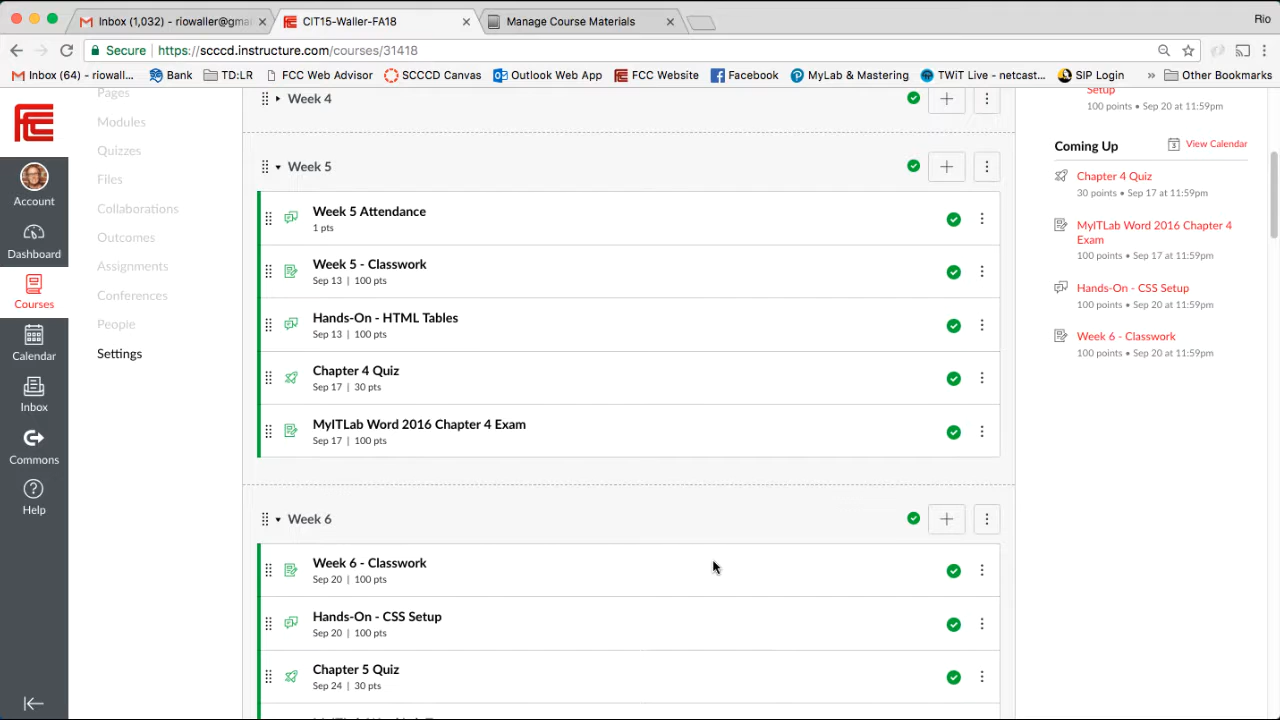 Inbox (1,032) - riowaller@gma
CIT15-Waller-FA18
Manage Course Materials
Rio
Secure
https://scccd.instructure.com/courses/31418
Inbox (64) - riowall...
Bank
TD:LR
FCC Web Advisor
SCCCD Canvas
Outlook Web App
FCC Website
Facebook
MyLab & Mastering
TWiT Live - netcast...
SIP Login
»
Other Bookmarks
FCC
Account
Dashboard
Courses
Calendar
Inbox
Commons
Help
Pages
Modules
Quizzes
Files
Collaborations
Outcomes
Assignments
Conferences
People
Settings
Week 4
Week 5
Week 5 Attendance
1 pts
Week 5 - Classwork
Sep 13 | 100 pts
Hands-On - HTML Tables
Sep 13 | 100 pts
Chapter 4 Quiz
Sep 17 | 30 pts
MyITLab Word 2016 Chapter 4 Exam
Sep 17 | 100 pts
Week 6
Week 6 - Classwork
Sep 20 | 100 pts
Hands-On - CSS Setup
Sep 20 | 100 pts
Chapter 5 Quiz
Sep 24 | 30 pts
Setup
100 points • Sep 20 at 11:59pm
Coming Up
3
View Calendar
Chapter 4 Quiz
30 points • Sep 17 at 11:59pm
MyITLab Word 2016 Chapter 4
Exam
100 points • Sep 17 at 11:59pm
Hands-On - CSS Setup
100 points • Sep 20 at 11:59pm
Week 6 - Classwork
100 points • Sep 20 at 11:59pm